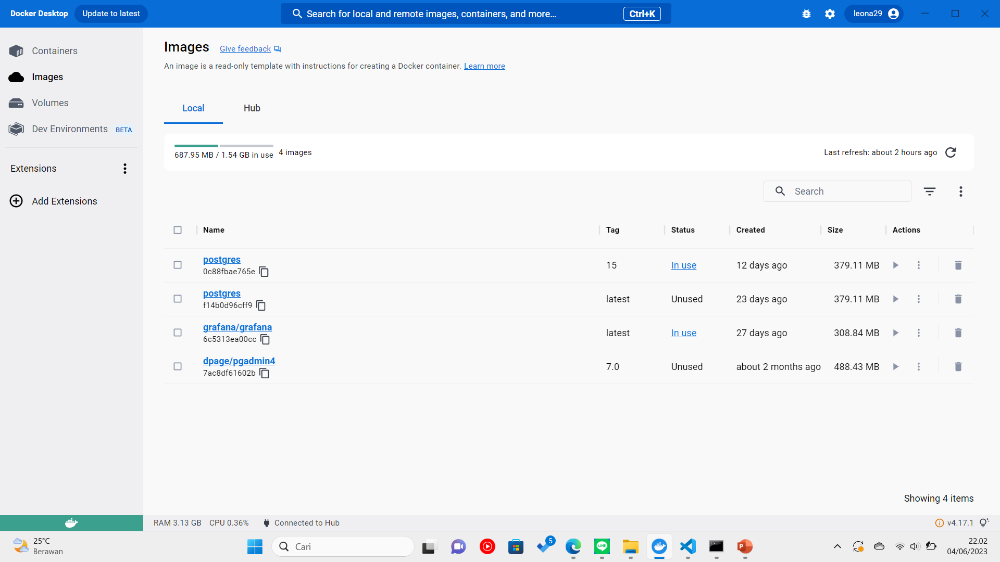 Docker Desktop Update to latest Search for local and remote images, containers, and more... Ctrl+K leona29
Containers
Images
Volumes
Dev Environments BETA
Extensions
Add Extensions
Images Give feedback
An image is a read-only template with instructions for creating a Docker container. Learn more
Local Hub
687.95 MB / 1.54 GB in use 4 images Last refresh: about 2 hours ago
Search
Name Tag Status Created Size Actions
postgres
0c88fbae765e 15 In use 12 days ago 379.11 MB
postgres
f14b0d96cff9 latest Unused 23 days ago 379.11 MB
grafana/grafana
6c5313ea00cc latest In use 27 days ago 308.84 MB
dpage/pgadmin4
7ac8df61602b 7.0 Unused about 2 months ago 488.43 MB
Showing 4 items
RAM 3.13 GB CPU 0.36% Connected to Hub v4.17.1
25°C
Berawan
Cari
5
LINE
P
22.02
04/06/2023